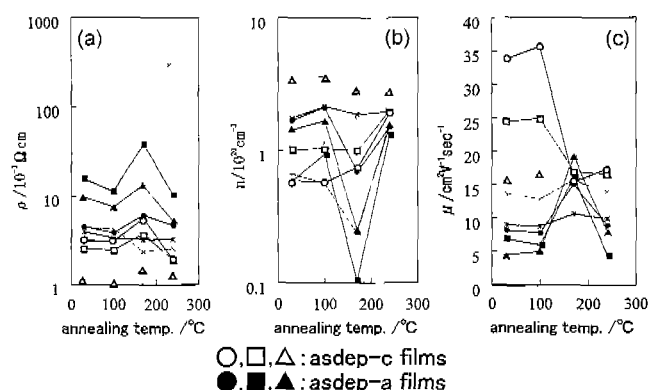 (a)
ρ /10⁻³ Ω cm
1000
100
10
1
0 100 200 300
annealing temp. /°C
(b)
n/10²⁰cm⁻³
10
1
0.1
0 100 200 300
annealing temp. /°C
(c)
μ /cm²V⁻¹sec⁻¹
40
35
30
25
20
15
10
5
0
0 100 200 300
annealing temp. /°C
○,□,△ : asdep-c films
●,■,▲ : asdep-a films